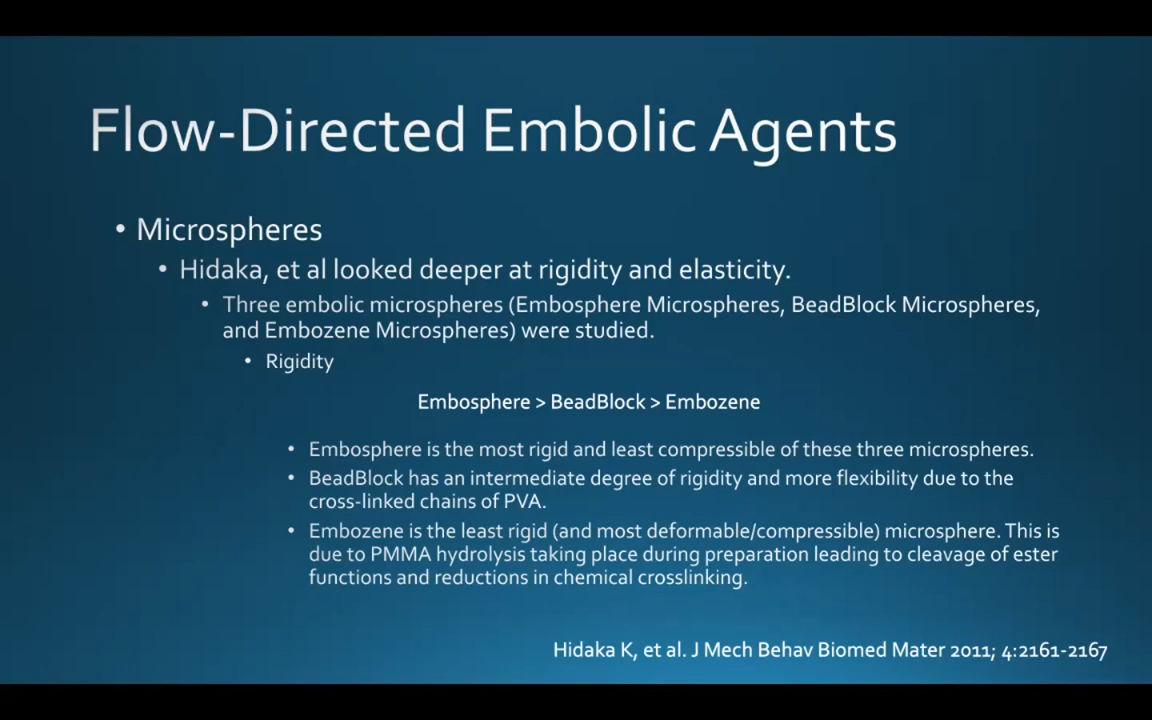 Flow-Directed Embolic Agents
• Microspheres
• Hidaka, et al looked deeper at rigidity and elasticity.
• Three embolic microspheres (Embosphere Microspheres, BeadBlock Microspheres,
and Embozene Microspheres) were studied.
• Rigidity
Embosphere > BeadBlock > Embozene
• Embosphere is the most rigid and least compressible of these three microspheres.
• BeadBlock has an intermediate degree of rigidity and more flexibility due to the
cross-linked chains of PVA.
• Embozene is the least rigid (and most deformable/compressible) microsphere. This is
due to PMMA hydrolysis taking place during preparation leading to cleavage of ester
functions and reductions in chemical crosslinking.
Hidaka K, et al. J Mech Behav Biomed Mater 2011; 4:2161-2167